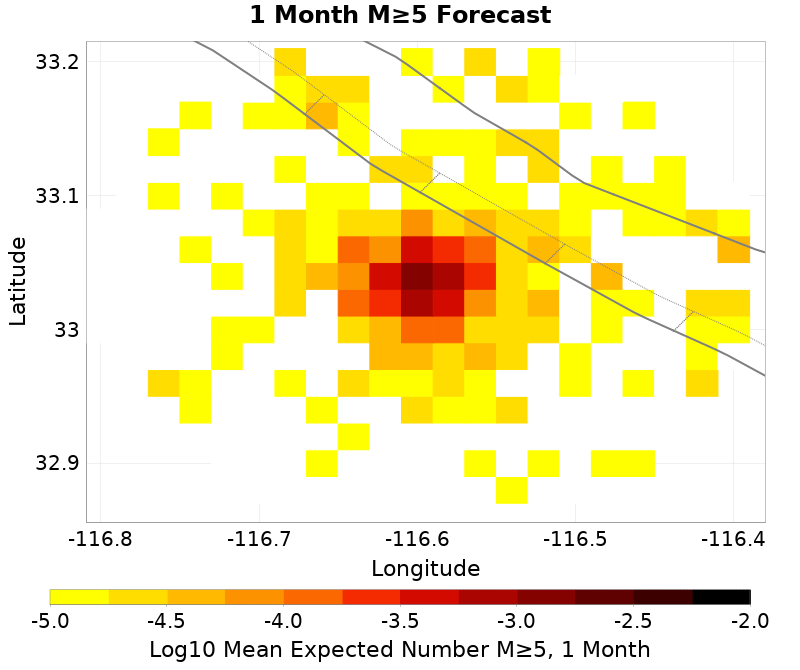 1 Month M≥5 Forecast
33.2
33.1
33
32.9
Latitude
-116.8 -116.7 -116.6 -116.5 -116.4
Longitude
-5.0 -4.5 -4.0 -3.5 -3.0 -2.5 -2.0
Log10 Mean Expected Number M≥5, 1 Month